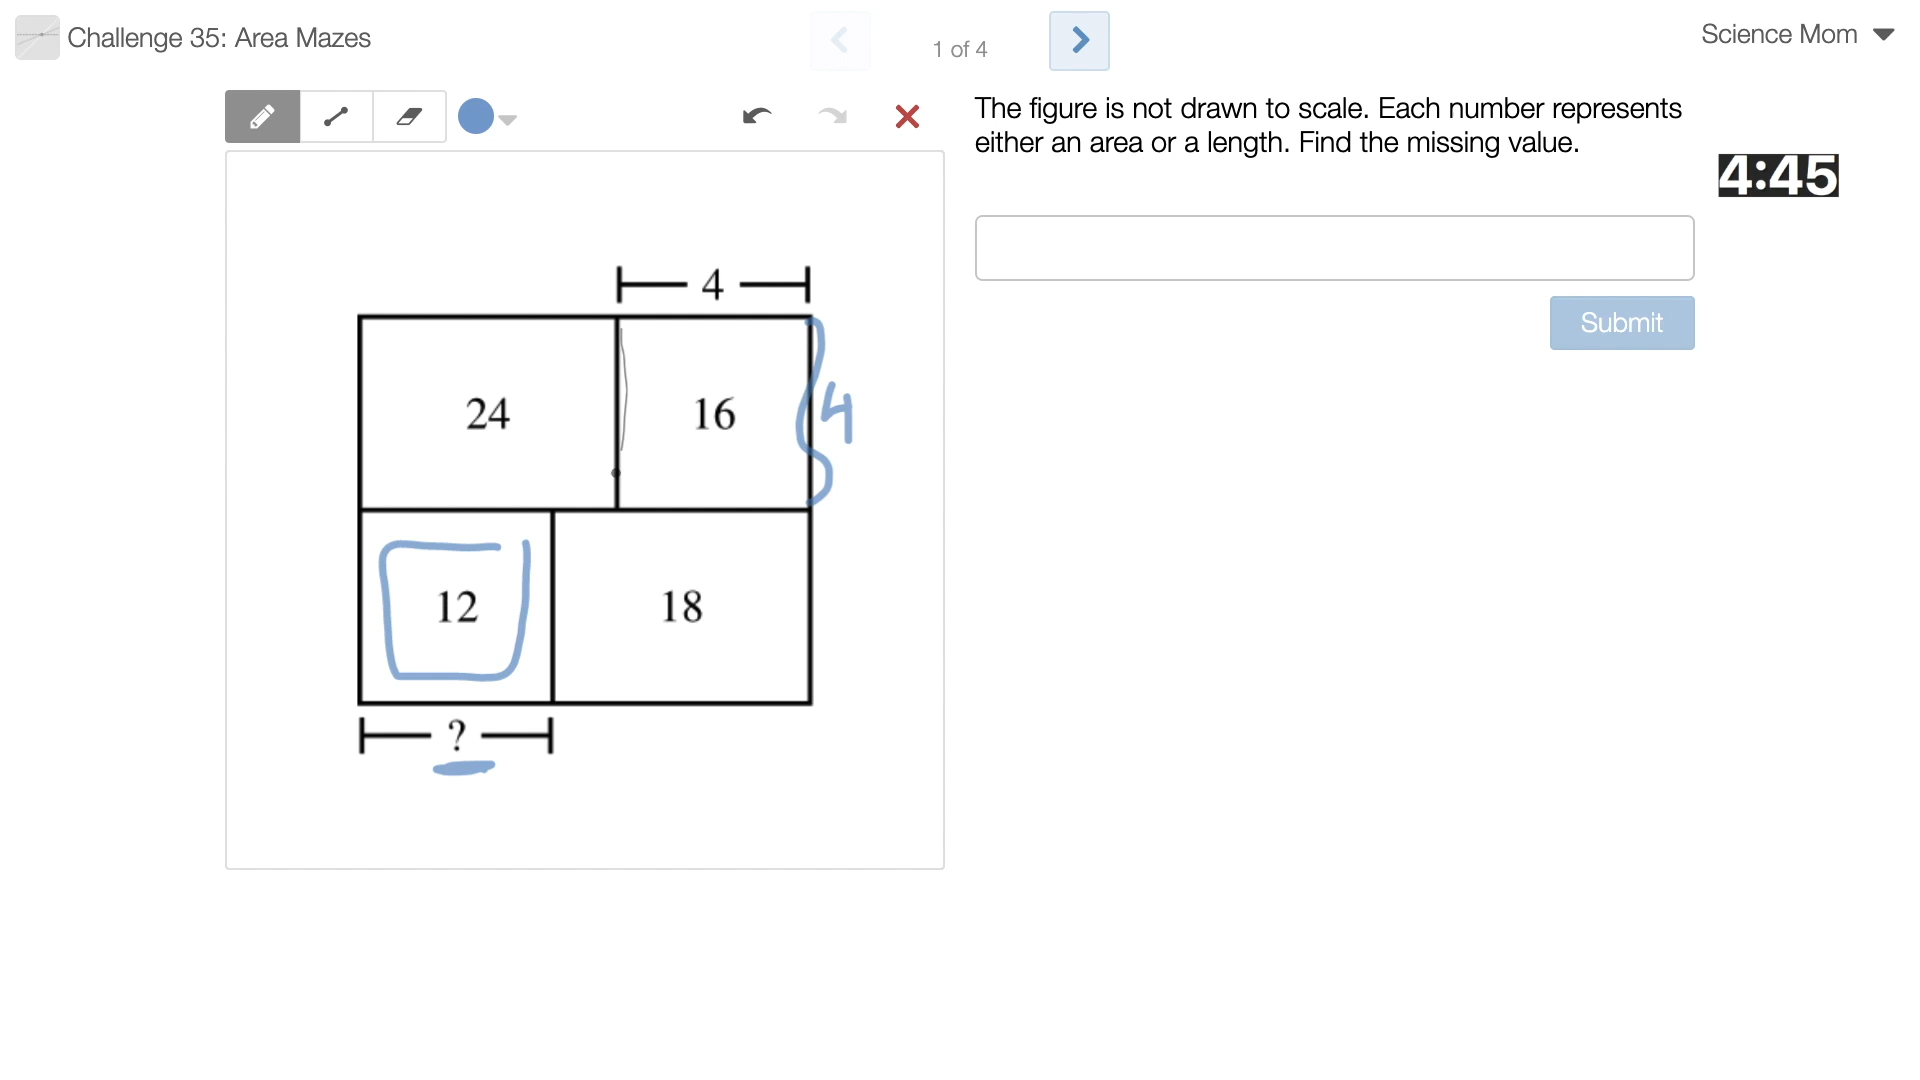 Challenge 35: Area Mazes
1 of 4
Science Mom
The figure is not drawn to scale. Each number represents
either an area or a length. Find the missing value.
4:45
Submit
4
24
16
4
12
18
?